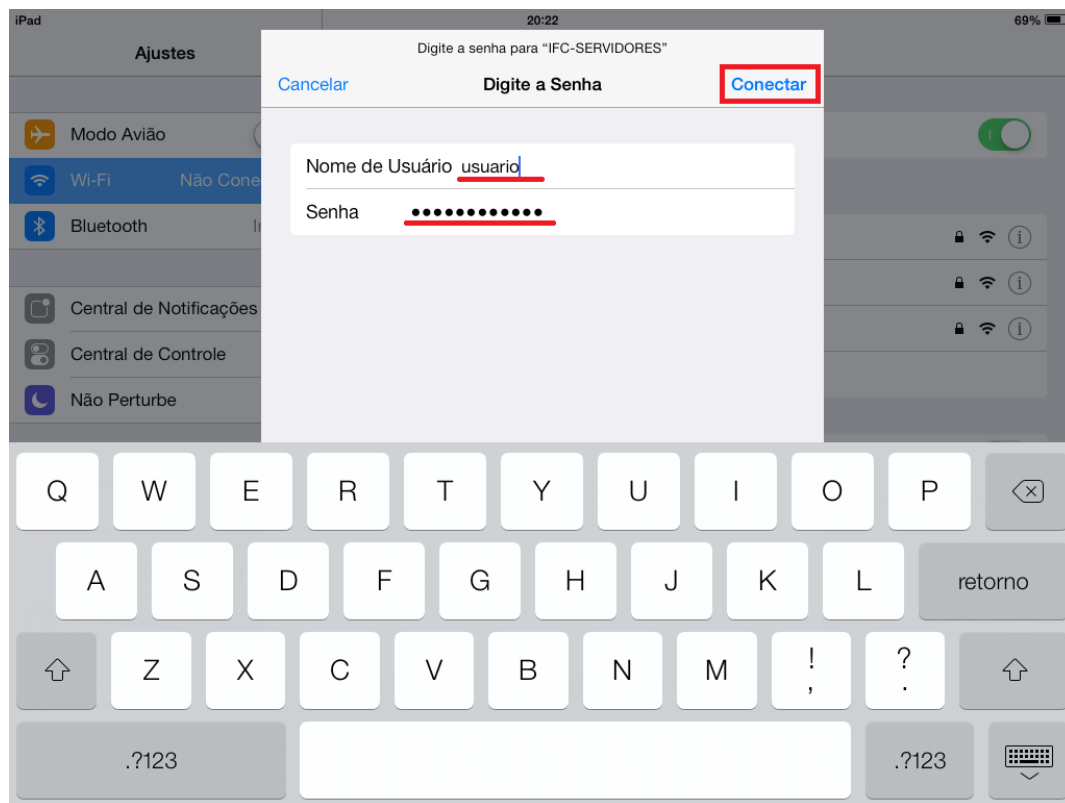 iPad 20:22 69%
Ajustes
Digite a senha para “IFC-SERVIDORES”
Cancelar Digite a Senha Conectar
Modo Avião
Nome de Usuário usuario
Wi-Fi Não Cone
Senha ••••••••••••
Bluetooth
Central de Notificações
Central de Controle
Não Perturbe
Q W E R T Y U I O P
A S D F G H J K L retorno
Z X C V B N M ! , ? .
.?123 .?123